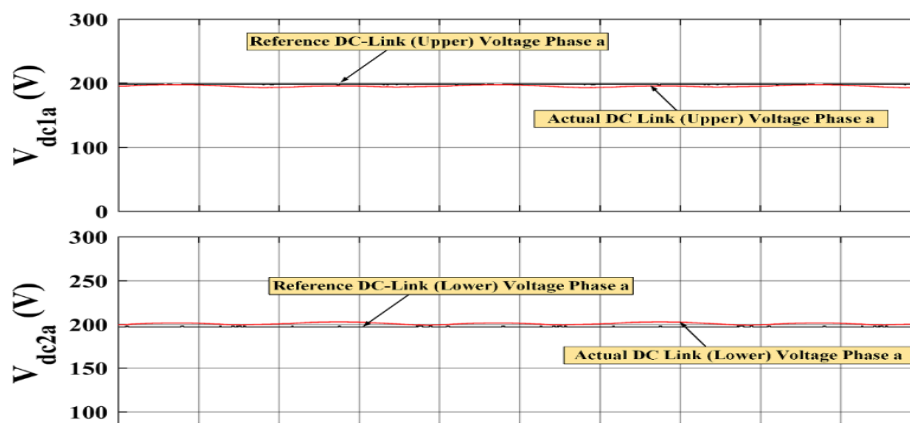 300
Reference DC-Link (Upper) Voltage Phase a
200
Actual DC Link (Upper) Voltage Phase a
100
0
Vdc1a (V)
300
250
Reference DC-Link (Lower) Voltage Phase a
200
Actual DC Link (Lower) Voltage Phase a
150
100
Vdc2a (V)